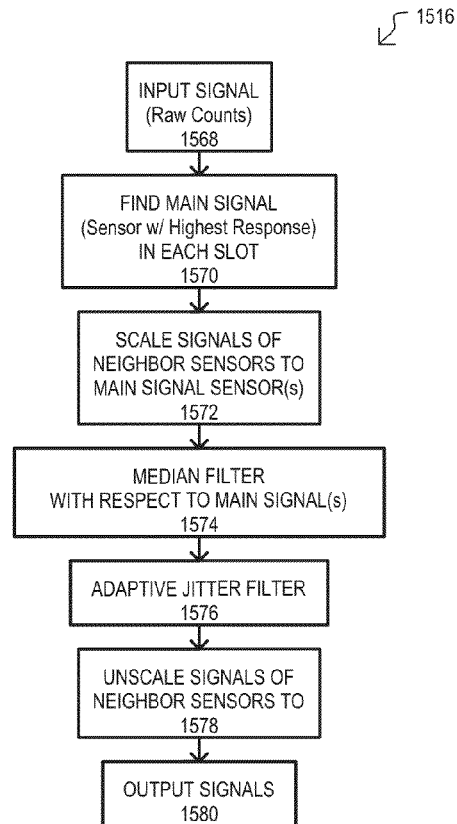 1516
INPUT SIGNAL
(Raw Counts)
1568
FIND MAIN SIGNAL
(Sensor w/ Highest Response)
IN EACH SLOT
1570
SCALE SIGNALS OF
NEIGHBOR SENSORS TO
MAIN SIGNAL SENSOR(s)
1572
MEDIAN FILTER
WITH RESPECT TO MAIN SIGNAL(s)
1574
ADAPTIVE JITTER FILTER
1576
UNSCALE SIGNALS OF
NEIGHBOR SENSORS TO
1578
OUTPUT SIGNALS
1580